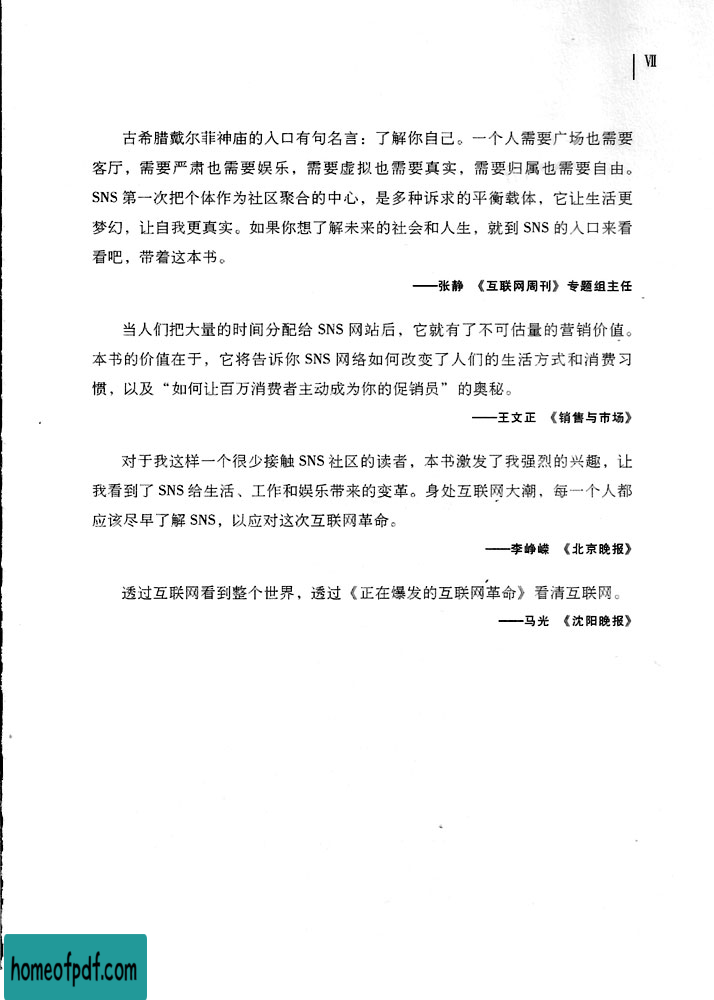 Ⅶ
古希腊戴尔菲神庙的入口有句名言：了解你自己。一个人需要广场也需要
客厅，需要严肃也需要娱乐，需要虚拟也需要真实，需要归属也需要自由。
SNS 第一次把个体作为社区聚合的中心，是多种诉求的平衡载体，它让生活更
梦幻，让自我更真实。如果你想了解未来的社会和人生，就到 SNS 的入口来看
看吧，带着这本书。
——张静 《互联网周刊》专题组主任
当人们把大量的时间分配给 SNS 网站后，它就有了不可估量的营销价值。
本书的价值在于，它将告诉你 SNS 网络如何改变了人们的生活方式和消费习
惯，以及“如何让百万消费者主动成为你的促销员”的奥秘。
——王文正 《销售与市场》
对于我这样一个很少接触 SNS 社区的读者，本书激发了我强烈的兴趣，让
我看到了 SNS 给生活、工作和娱乐带来的变革。身处互联网大潮，每一个人都
应该尽早了解 SNS，以应对这次互联网革命。
——李峥嵘 《北京晚报》
透过互联网看到整个世界，透过《正在爆发的互联网革命》看清互联网。
——马光 《沈阳晚报》
homeofpdf.com